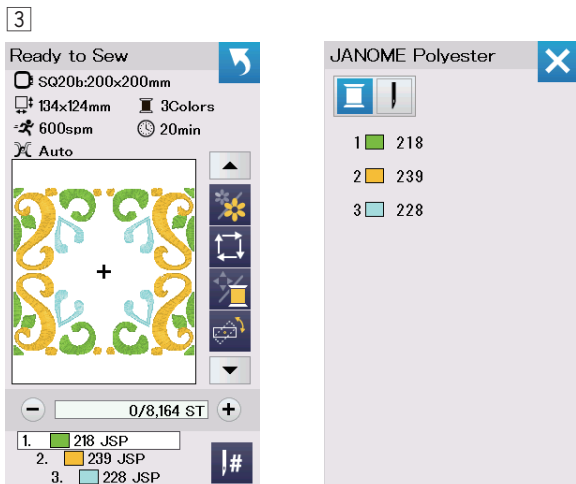 3
Ready to Sew
SQ20b:200x200mm
134x124mm 3Colors
600spm 20min
Auto
0/8,164 ST
1. 218 JSP
2. 239 JSP
3. 228 JSP
#
JANOME Polyester
1 218
2 239
3 228